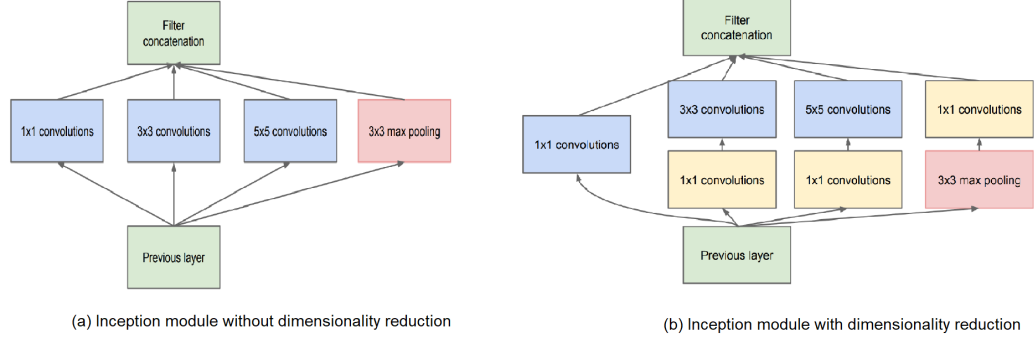 Filter
concatenation
1x1 convolutions
3x3 convolutions
5x5 convolutions
3x3 max pooling
Previous layer
(a) Inception module without dimensionality reduction
Filter
concatenation
3x3 convolutions
5x5 convolutions
1x1 convolutions
1x1 convolutions
1x1 convolutions
1x1 convolutions
3x3 max pooling
Previous layer
(b) Inception module with dimensionality reduction